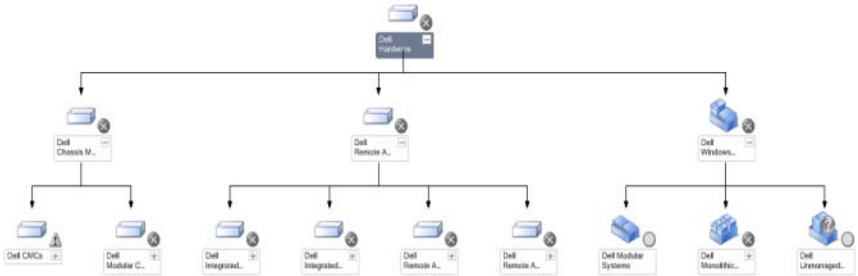 Dell
Hardware
Dell
Chassis M..
Dell
Remote A..
Dell
Windows...
Dell CMCs
Dell
Modular C...
Dell
Integrated...
Dell
Integrated...
Dell
Remote A...
Dell
Remote A...
Dell Modular
Systems
Dell
Monolithic...
Dell
Unmanaged...